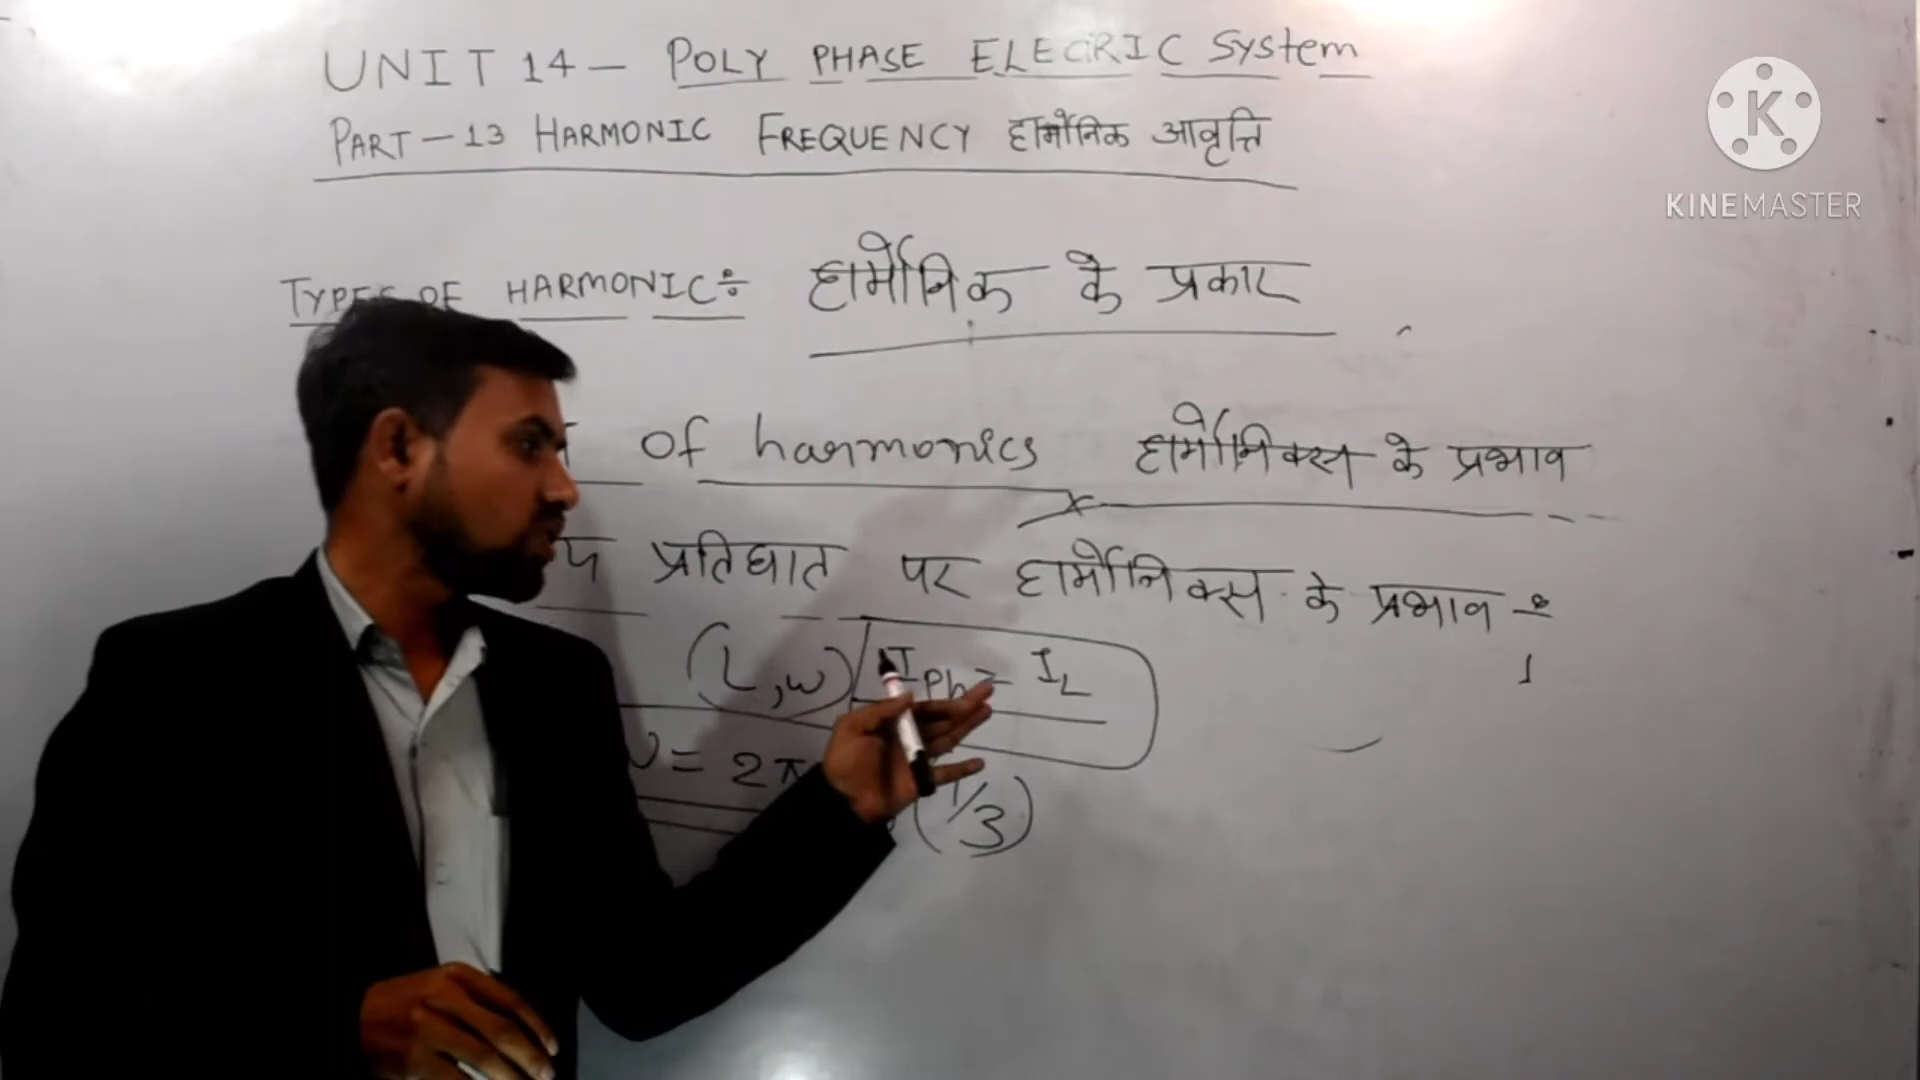 UNIT 14 - POLY PHASE ELECTRIC System
PART - 13 HARMONIC FREQUENCY हार्मोनिक आवृत्ति
K
KINEMASTER
TYPES OF HARMONIC÷ हार्मोनिक के प्रकार
of harmonics हार्मोनिक्स के प्रभाव
प्रतिघात पर हार्मोनिक्स के प्रभाव -
(L,ω) IPh = IL
= 2π
(1/3)